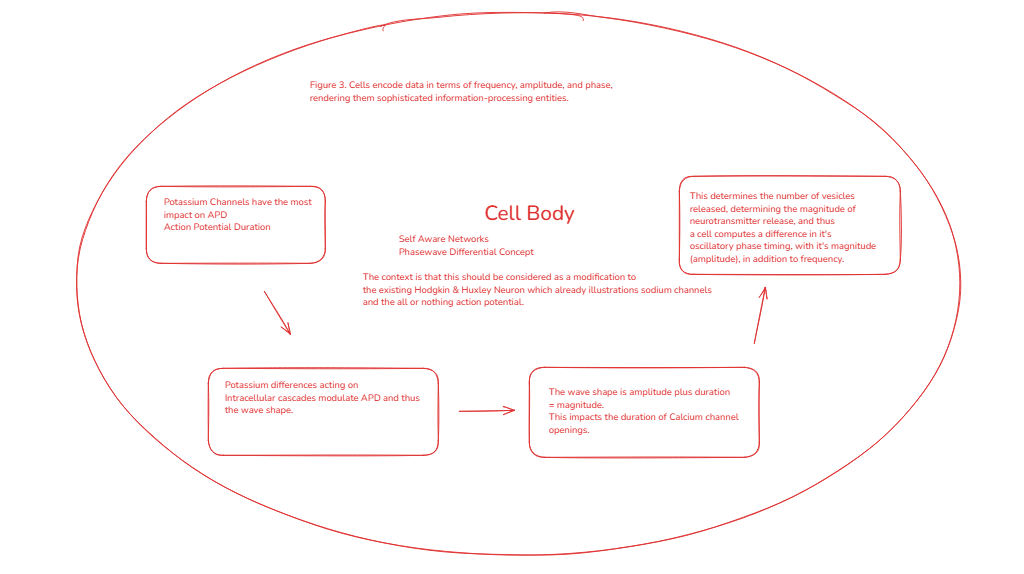 Figure 3. Cells encode data in terms of frequency, amplitude, and phase,
rendering them sophisticated information-processing entities.
Potassium Channels have the most
impact on APD
Action Potential Duration
Cell Body
Self Aware Networks
Phasewave Differential Concept
The context is that this should be considered as a modification to
the existing Hodgkin & Huxley Neuron which already illustrations sodium channels
and the all or nothing action potential.
This determines the number of vesicles
released, determining the magnitude of
neurotransmitter release, and thus
a cell computes a difference in it's
oscillatory phase timing, with it's magnitude
(amplitude), in addition to frequency.
Potassium differences acting on
Intracellular cascades modulate APD and thus
the wave shape.
The wave shape is amplitude plus duration
= magnitude.
This impacts the duration of Calcium channel
openings.